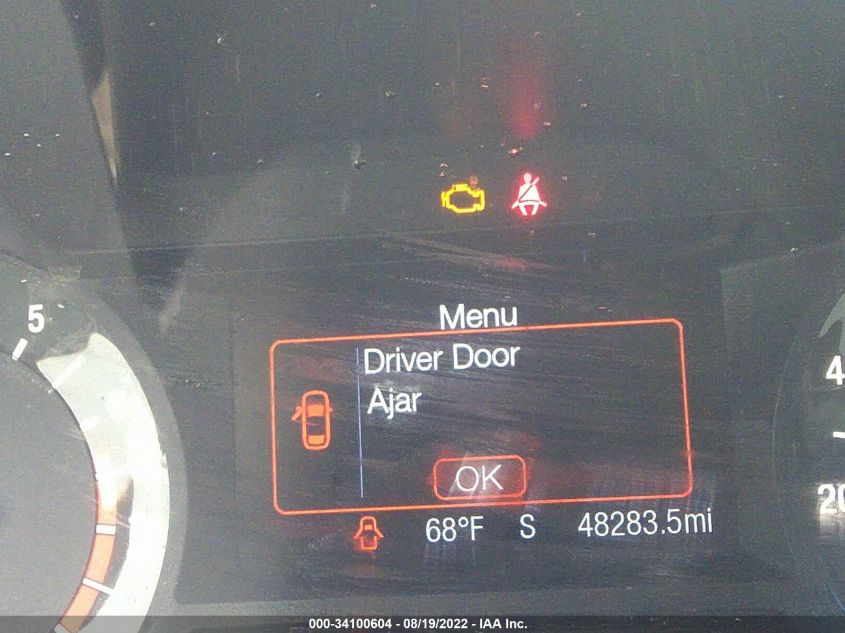 5
Menu
Driver Door
Ajar
OK
68°F S 48283.5mi
000-34100604 - 08/19/2022 - IAA Inc.